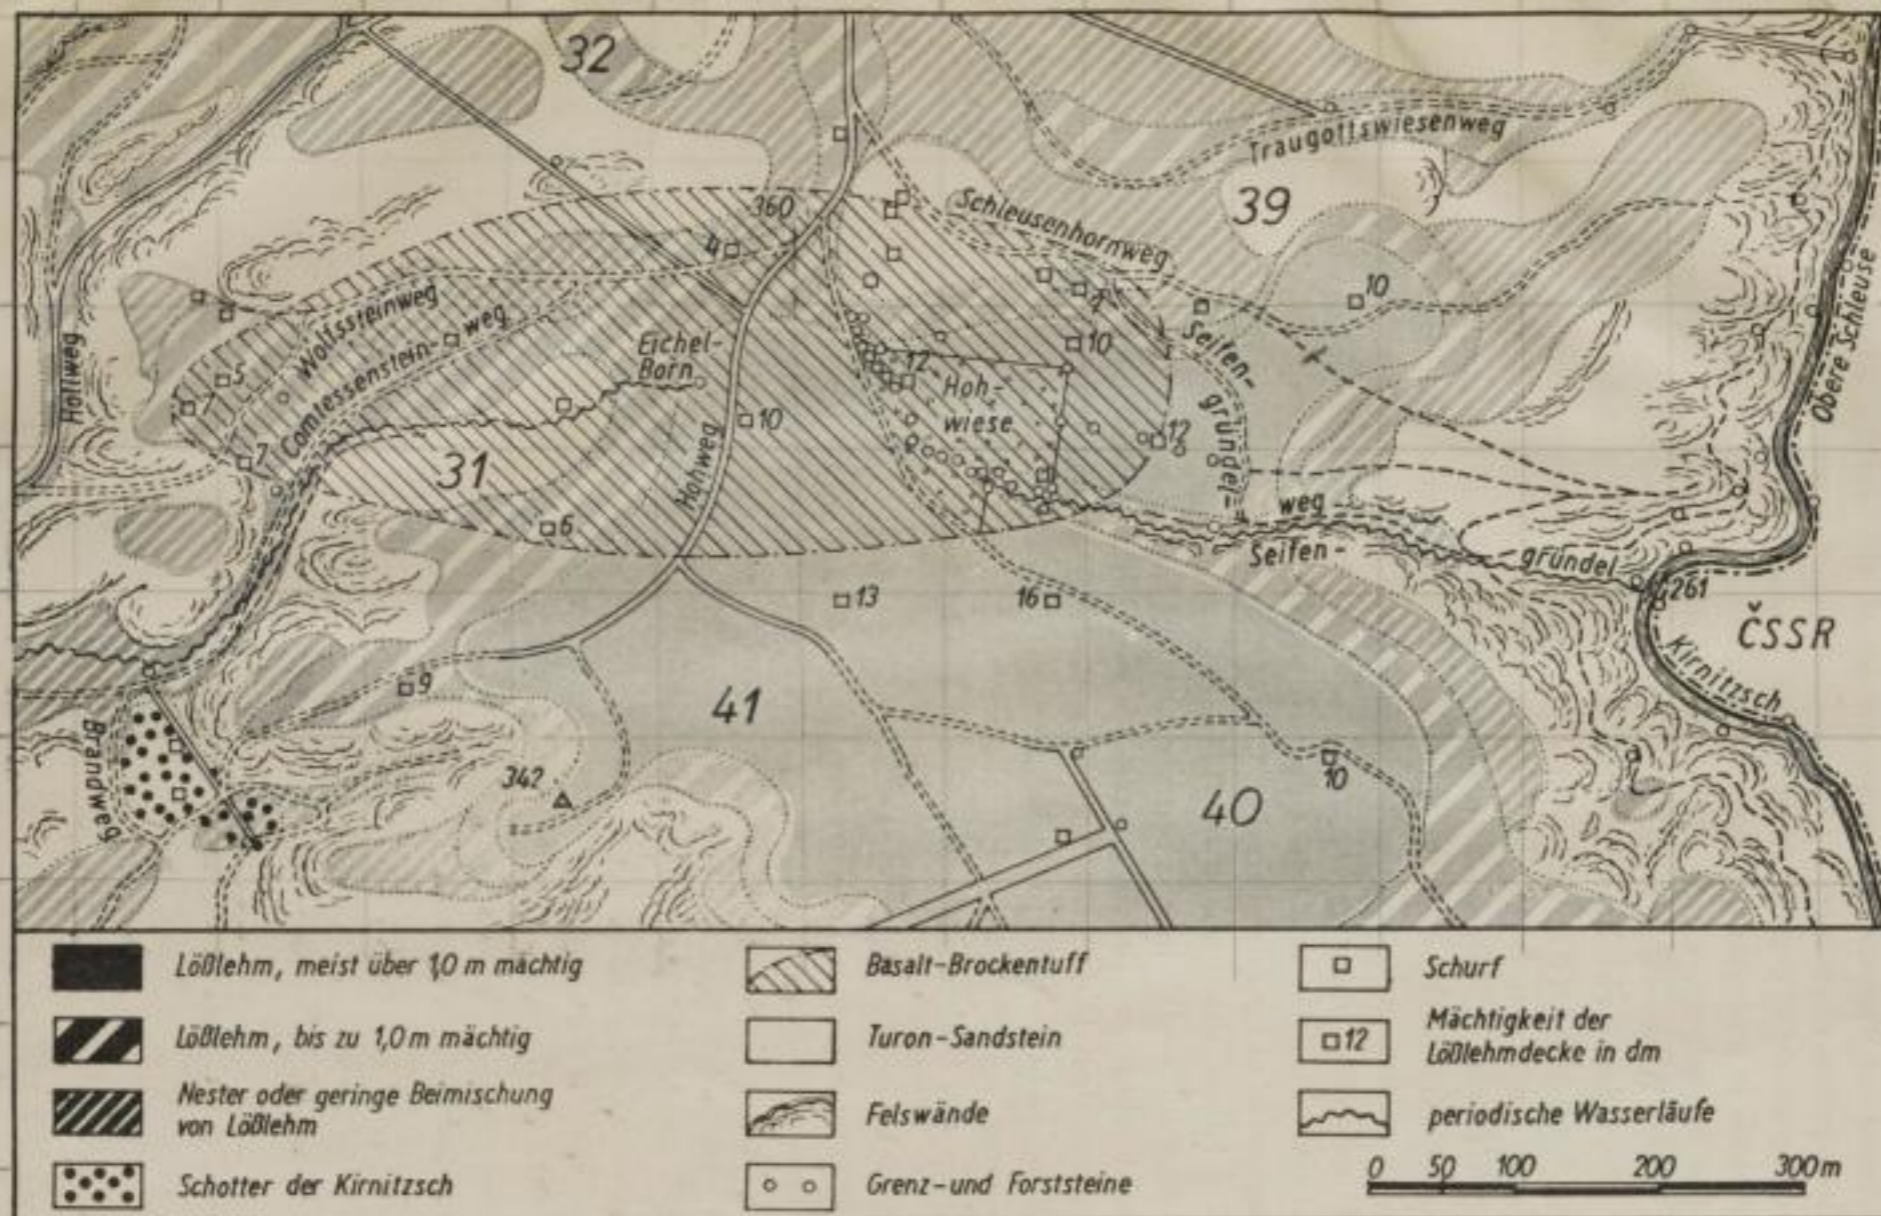 32
Traugottswiesenweg
39
360
Schleusenhornweg
4
10
Obere Schleuse
Wolfssteinweg
Comtessenstein-
weg
Eichel-
Born
Hollweg
5
7
7
7
12
10
Hoh-
wiese
Seifen-
gründel-
weg
12
10
Hohweg
31
6
Seifen-
gründel
261
ČSSR
Kirnitzsch
13
16
9
41
Brandweg
342
40
10
Lößlehm, meist über 1,0 m mächtig
Lößlehm, bis zu 1,0 m mächtig
Nester oder geringe Beimischung
von Lößlehm
Schotter der Kirnitzsch
Basalt-Brockentuff
Turon-Sandstein
Felswände
Grenz-und Forststeine
Schurf
12
Mächtigkeit der
Lößlehmdecke in dm
periodische Wasserläufe
0 50 100 200 300 m